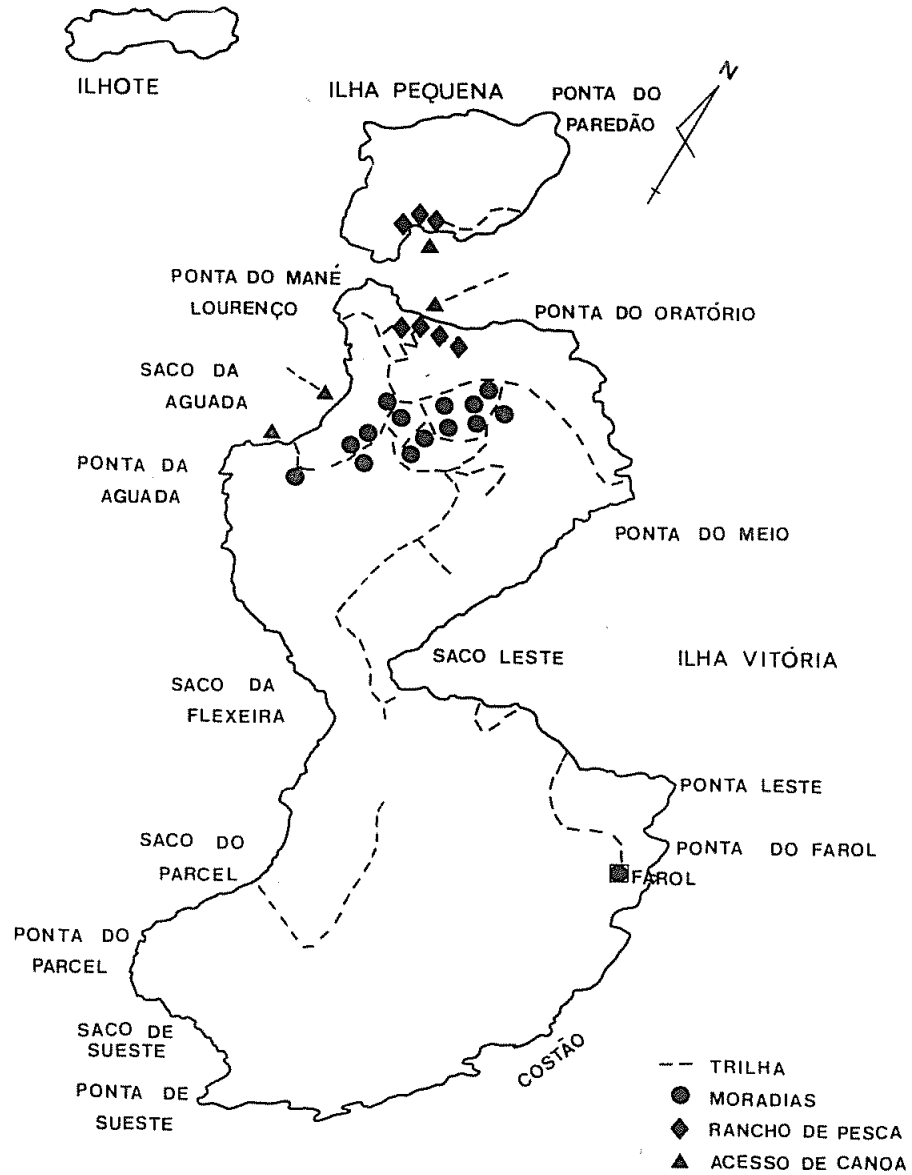 ILHOTE
ILHA PEQUENA
PONTA DO
PAREDÃO
N
PONTA DO MANÉ
LOURENÇO
PONTA DO ORATÓRIO
SACO DA
AGUADA
PONTA DA
AGUADA
PONTA DO MEIO
SACO LESTE
ILHA VITÓRIA
SACO DA
FLEXEIRA
PONTA LESTE
SACO DO
PARCEL
PONTA DO FAROL
FAROL
PONTA DO
PARCEL
SACO DE
SUESTE
PONTA DE
SUESTE
COSTÃO
TRILHA
MORADIAS
RANCHO DE PESCA
ACESSO DE CANOA